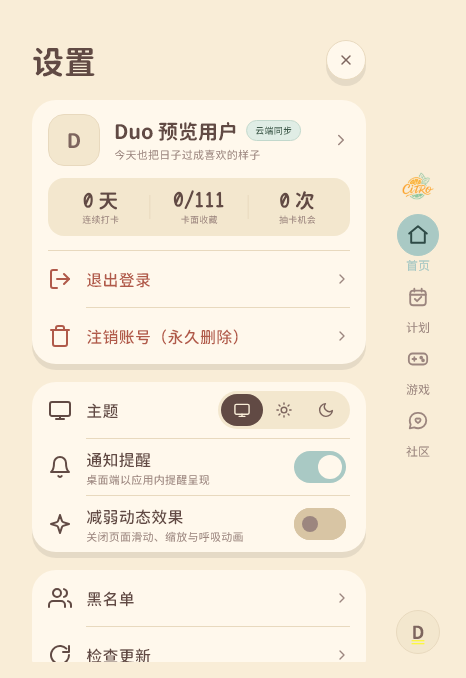 设置
D
Duo 预览用户
云端同步
今天也把日子过成喜欢的样子
0 天
0/111
0 次
连续打卡
卡面收藏
抽卡机会
退出登录
注销账号（永久删除）
主题
通知提醒
桌面端以应用内提醒呈现
减弱动态效果
关闭页面滑动、缩放与呼吸动画
黑名单
检查更新
Citro
首页
计划
游戏
社区
D